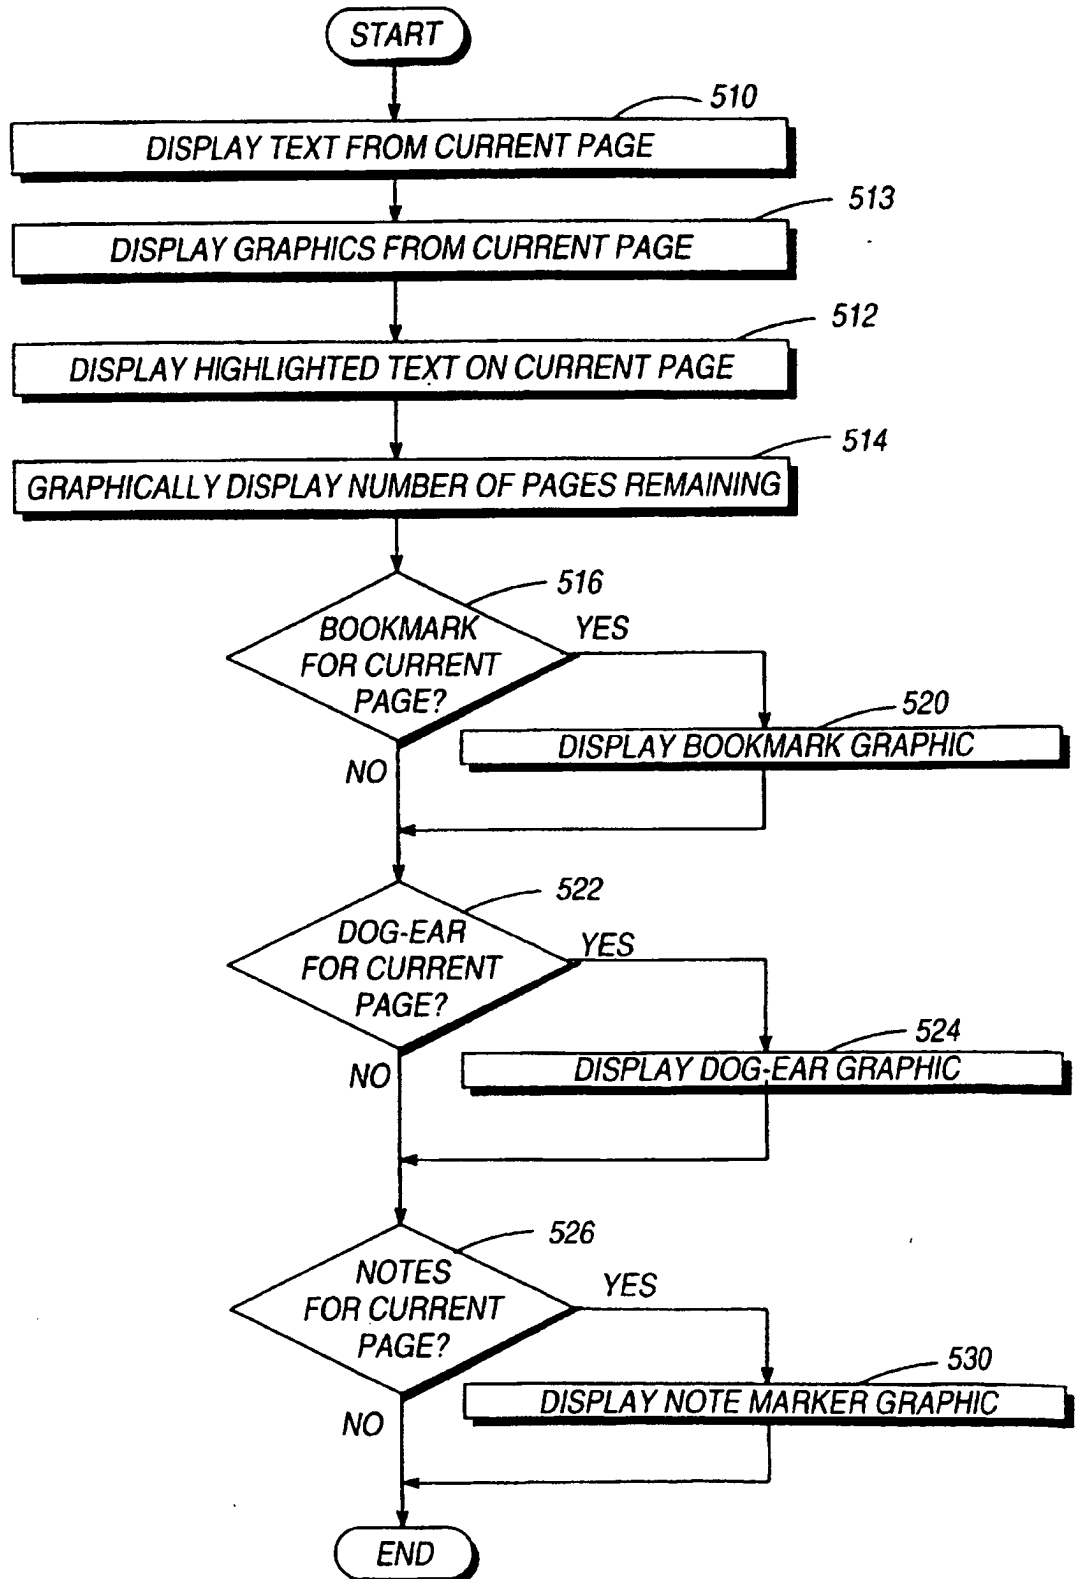 START
510
DISPLAY TEXT FROM CURRENT PAGE
513
DISPLAY GRAPHICS FROM CURRENT PAGE
512
DISPLAY HIGHLIGHTED TEXT ON CURRENT PAGE
514
GRAPHICALLY DISPLAY NUMBER OF PAGES REMAINING
516
BOOKMARK
FOR CURRENT
PAGE?
YES
520
DISPLAY BOOKMARK GRAPHIC
NO
522
DOG-EAR
FOR CURRENT
PAGE?
YES
524
DISPLAY DOG-EAR GRAPHIC
NO
526
NOTES
FOR CURRENT
PAGE?
YES
530
DISPLAY NOTE MARKER GRAPHIC
NO
END